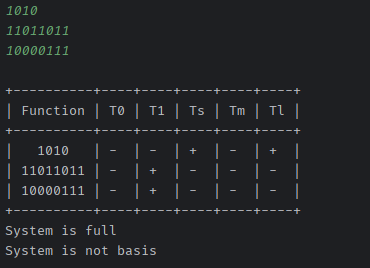 1010
11011011
10000111
+----------+----+----+----+----+----+
| Function | T0 | T1 | Ts | Tm | Tl |
+----------+----+----+----+----+----+
|   1010   | -  | -  | +  | -  | +  |
| 11011011 | -  | +  | -  | -  | -  |
| 10000111 | -  | +  | -  | -  | -  |
+----------+----+----+----+----+----+
System is full
System is not basis